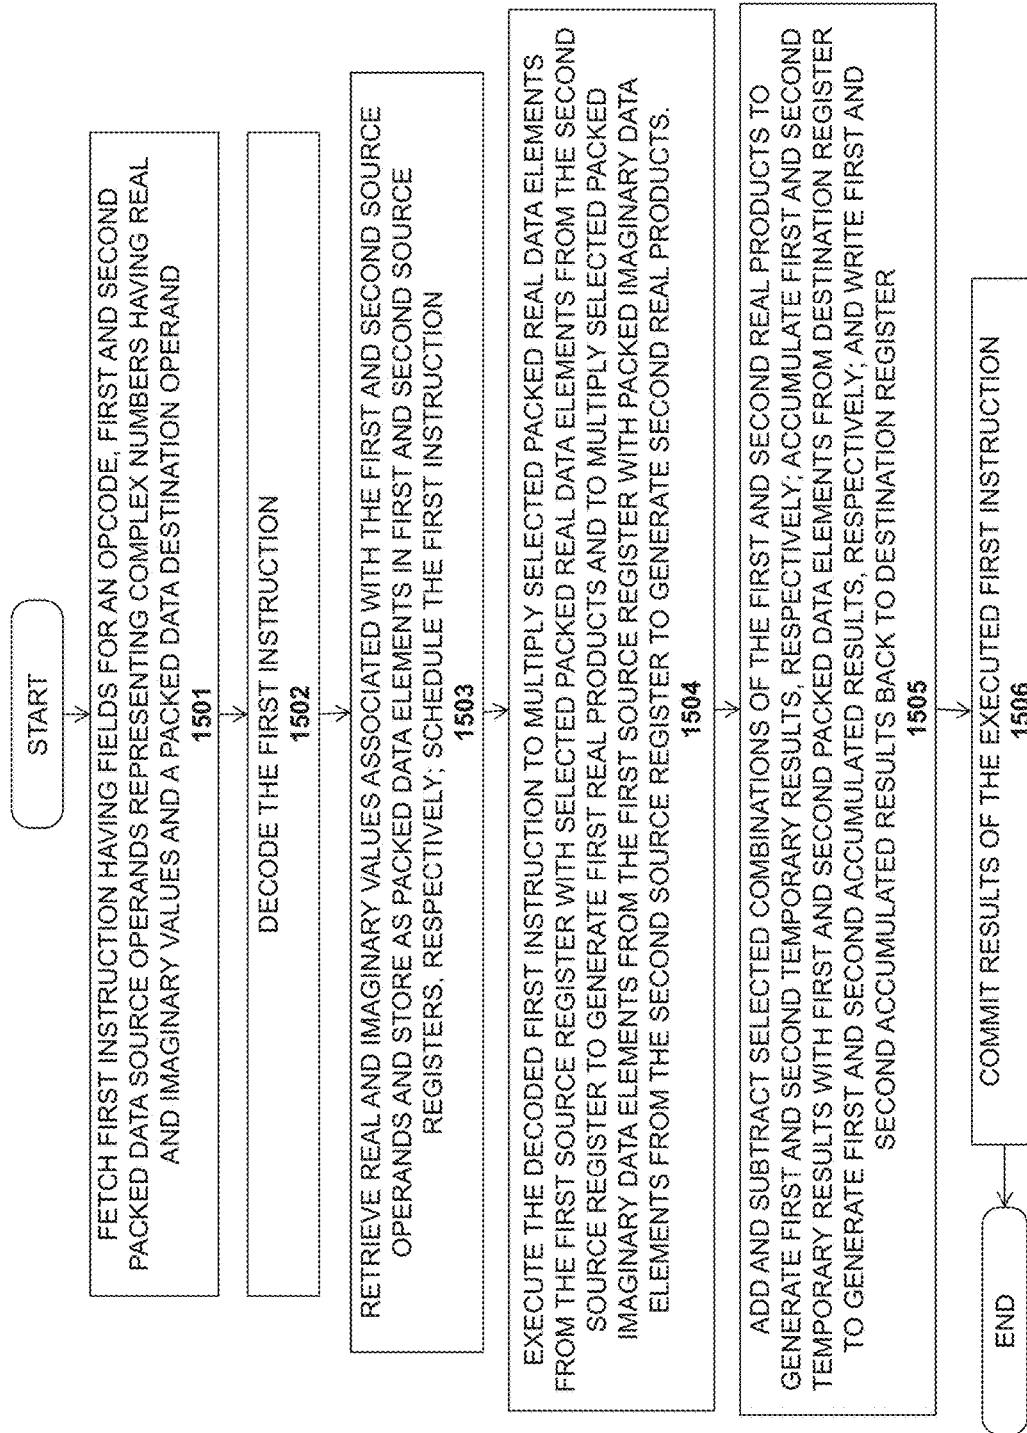 START
FETCH FIRST INSTRUCTION HAVING FIELDS FOR AN OPCODE, FIRST AND SECOND
PACKED DATA SOURCE OPERANDS REPRESENTING COMPLEX NUMBERS HAVING REAL
AND IMAGINARY VALUES AND A PACKED DATA DESTINATION OPERAND
1501
DECODE THE FIRST INSTRUCTION
1502
RETRIEVE REAL AND IMAGINARY VALUES ASSOCIATED WITH THE FIRST AND SECOND SOURCE
OPERANDS AND STORE AS PACKED DATA ELEMENTS IN FIRST AND SECOND SOURCE
REGISTERS, RESPECTIVELY; SCHEDULE THE FIRST INSTRUCTION
1503
EXECUTE THE DECODED FIRST INSTRUCTION TO MULTIPLY SELECTED PACKED REAL DATA ELEMENTS
FROM THE FIRST SOURCE REGISTER WITH SELECTED PACKED REAL DATA ELEMENTS FROM THE SECOND
SOURCE REGISTER TO GENERATE FIRST REAL PRODUCTS AND TO MULTIPLY SELECTED PACKED
IMAGINARY DATA ELEMENTS FROM THE FIRST SOURCE REGISTER WITH PACKED IMAGINARY DATA
ELEMENTS FROM THE SECOND SOURCE REGISTER TO GENERATE SECOND REAL PRODUCTS.
1504
ADD AND SUBTRACT SELECTED COMBINATIONS OF THE FIRST AND SECOND REAL PRODUCTS TO
GENERATE FIRST AND SECOND TEMPORARY RESULTS, RESPECTIVELY; ACCUMULATE FIRST AND SECOND
TEMPORARY RESULTS WITH FIRST AND SECOND PACKED DATA ELEMENTS FROM DESTINATION REGISTER
TO GENERATE FIRST AND SECOND ACCUMULATED RESULTS, RESPECTIVELY; AND WRITE FIRST AND
SECOND ACCUMULATED RESULTS BACK TO DESTINATION REGISTER
1505
COMMIT RESULTS OF THE EXECUTED FIRST INSTRUCTION
1506
END